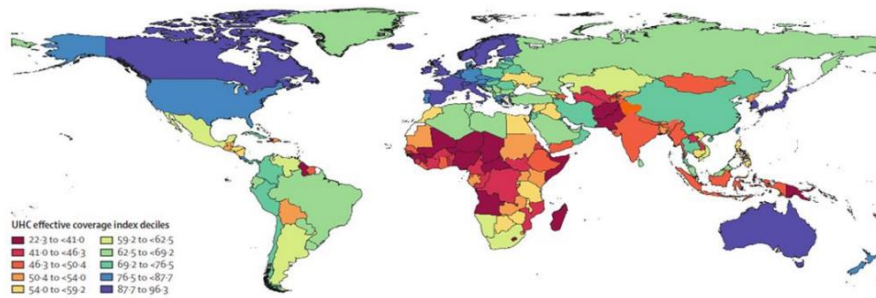 UHC effective coverage index deciles
22·3 to <41·0
41·0 to <46·3
46·3 to <50·4
50·4 to <54·0
54·0 to <59·2
59·2 to <62·5
62·5 to <69·2
69·2 to <76·5
76·5 to <87·7
87·7 to 96·3